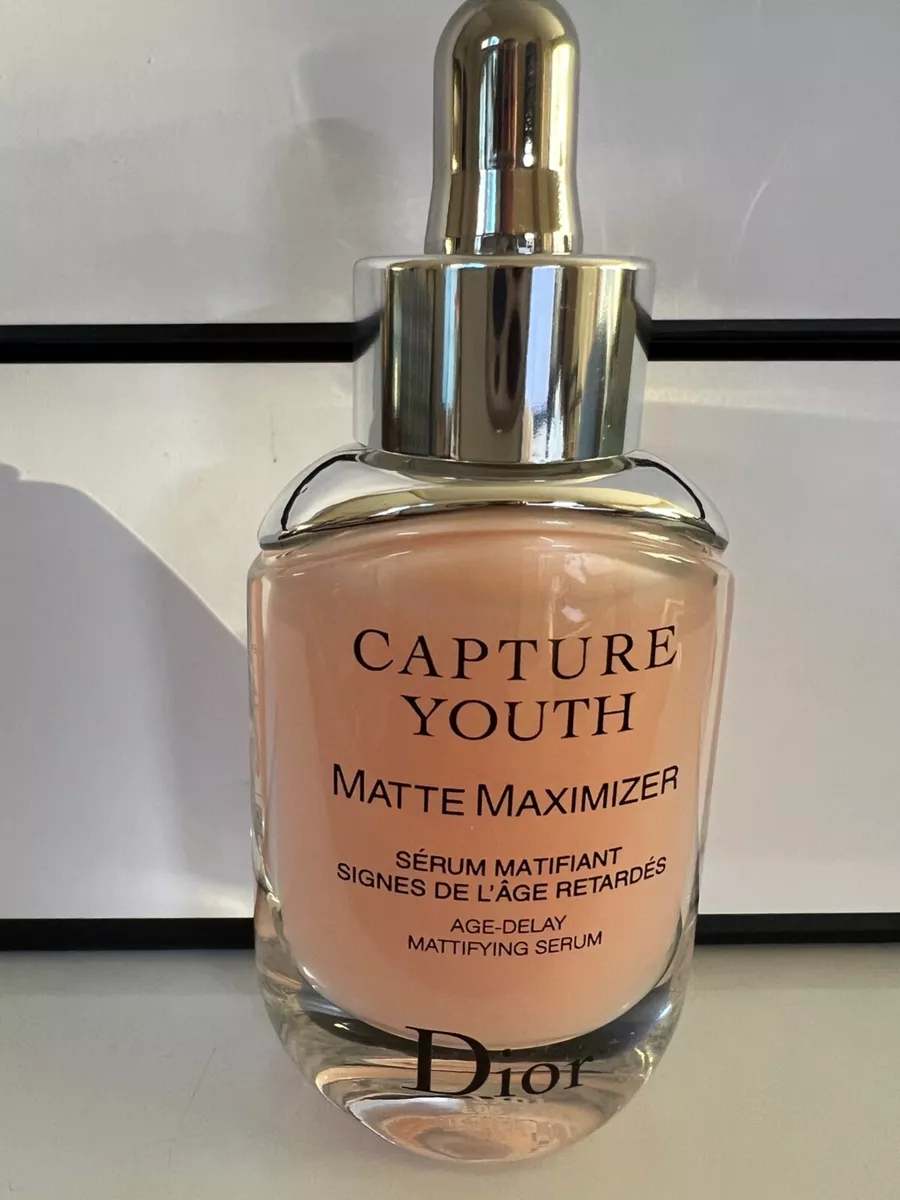 CAPTURE
YOUTH
MATTE MAXIMIZER
SÉRUM MATIFIANT
SIGNES DE L'ÂGE RETARDÉS
AGE-DELAY
MATTIFYING SERUM
Dior